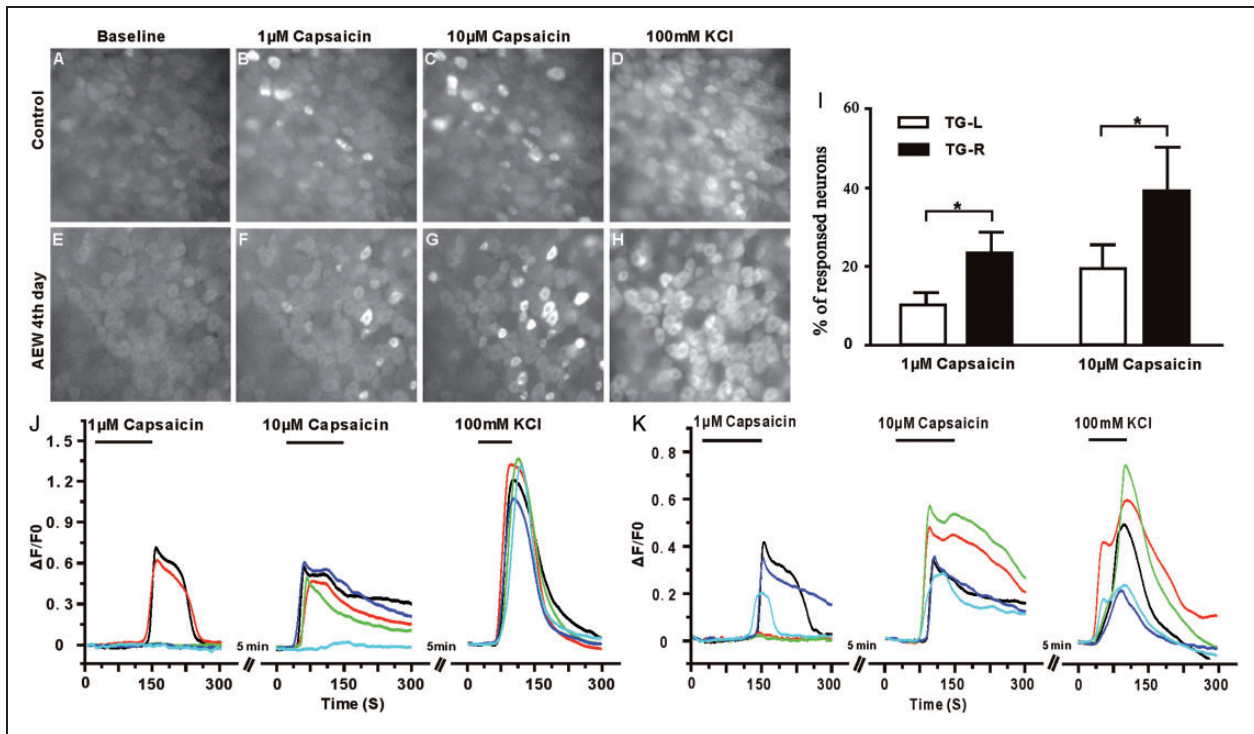 Baseline 1µM Capsaicin 10µM Capsaicin 100mM KCl
Control
A B C D
AEW 4th day
E F G H
I
% of responsed neurons
60
40
20
0
TG-L
TG-R
* *
1µM Capsaicin 10µM Capsaicin
J
1µM Capsaicin 10µM Capsaicin 100mM KCl
ΔF/F0
1.5
1.2
0.9
0.6
0.3
0
5 min 5min
0 150 300 0 150 300 0 150 300
Time (S)
K
1µM Capsaicin 10µM Capsaicin 100mM KCl
ΔF/F0
0.8
0.6
0.4
0.2
0
5 min 5 min
0 150 300 0 150 300 0 150 300
Time (S)